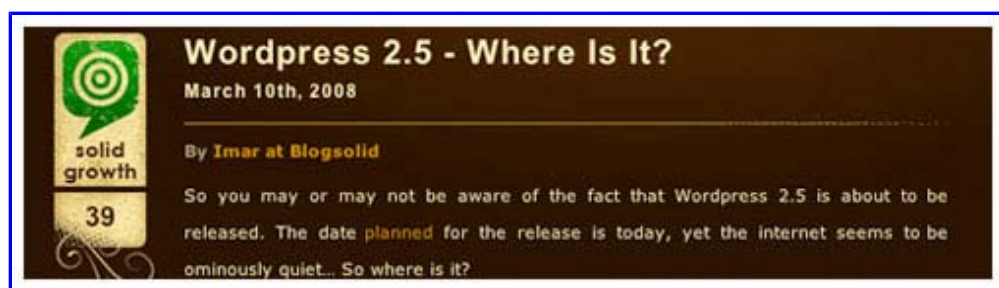 Wordpress 2.5 - Where Is It?
March 10th, 2008
solid
growth
39
By Imar at Blogsolid
So you may or may not be aware of the fact that Wordpress 2.5 is about to be
released. The date planned for the release is today, yet the internet seems to be
ominously quiet... So where is it?